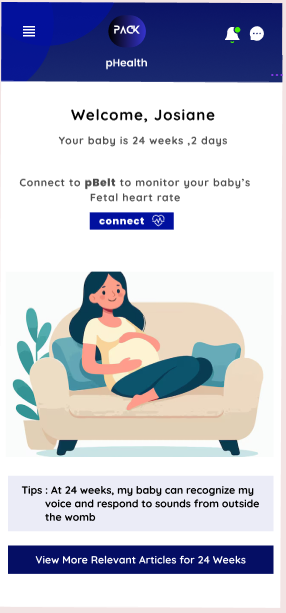 PACK
pHealth
Welcome, Josiane
Your baby is 24 weeks ,2 days
Connect to pBelt to monitor your baby's
Fetal heart rate
connect
Tips : At 24 weeks, my baby can recognize my
voice and respond to sounds from outside
the womb
View More Relevant Articles for 24 Weeks